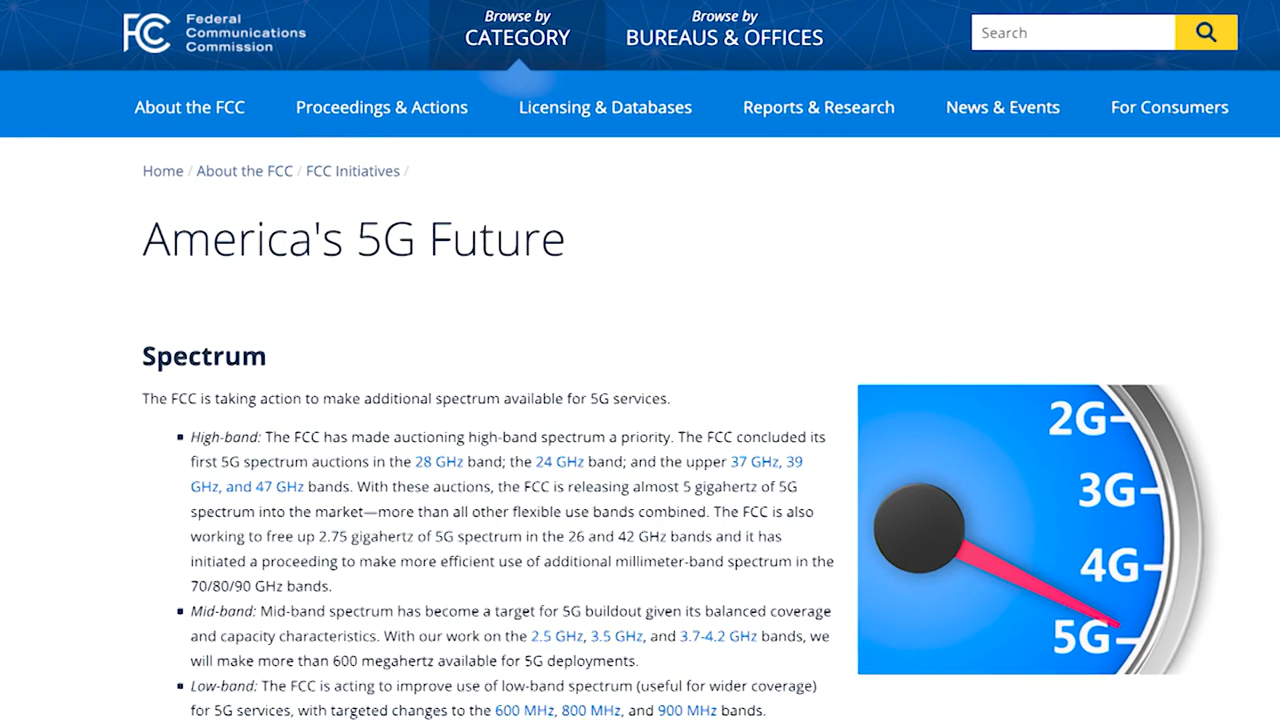 FCC
Federal
Communications
Commission
Browse by
CATEGORY
Browse by
BUREAUS & OFFICES
Search
About the FCC
Proceedings & Actions
Licensing & Databases
Reports & Research
News & Events
For Consumers
Home / About the FCC / FCC Initiatives /
America's 5G Future
Spectrum
The FCC is taking action to make additional spectrum available for 5G services.
High-band: The FCC has made auctioning high-band spectrum a priority. The FCC concluded its
first 5G spectrum auctions in the 28 GHz band; the 24 GHz band; and the upper 37 GHz, 39
GHz, and 47 GHz bands. With these auctions, the FCC is releasing almost 5 gigahertz of 5G
spectrum into the market—more than all other flexible use bands combined. The FCC is also
working to free up 2.75 gigahertz of 5G spectrum in the 26 and 42 GHz bands and it has
initiated a proceeding to make more efficient use of additional millimeter-band spectrum in the
70/80/90 GHz bands.
Mid-band: Mid-band spectrum has become a target for 5G buildout given its balanced coverage
and capacity characteristics. With our work on the 2.5 GHz, 3.5 GHz, and 3.7-4.2 GHz bands, we
will make more than 600 megahertz available for 5G deployments.
Low-band: The FCC is acting to improve use of low-band spectrum (useful for wider coverage)
for 5G services, with targeted changes to the 600 MHz, 800 MHz, and 900 MHz bands.
2G
3G
4G
5G